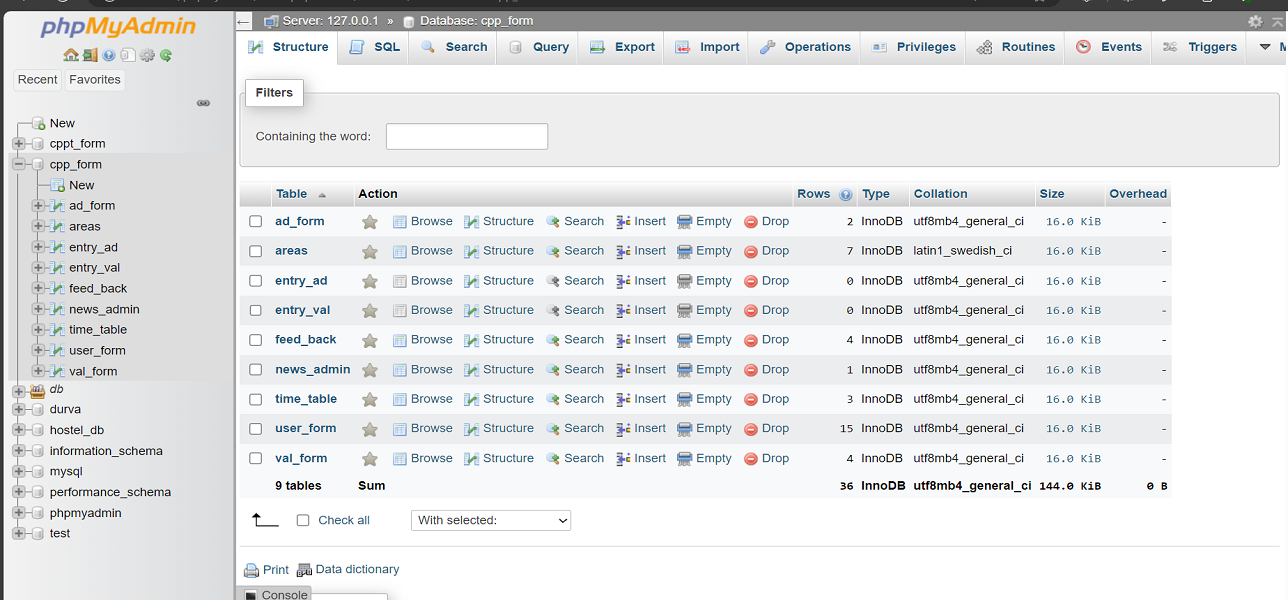 phpMyAdmin
Recent Favorites
New
cppt_form
cpp_form
New
ad_form
areas
entry_ad
entry_val
feed_back
news_admin
time_table
user_form
val_form
db
durva
hostel_db
information_schema
mysql
performance_schema
phpmyadmin
test
Server: 127.0.0.1 » Database: cpp_form
Structure SQL Search Query Export Import Operations Privileges Routines Events Triggers
Filters
Containing the word:
Table Action Rows Type Collation Size Overhead
ad_form Browse Structure Search Insert Empty Drop 2 InnoDB utf8mb4_general_ci 16.0 KiB -
areas Browse Structure Search Insert Empty Drop 7 InnoDB latin1_swedish_ci 16.0 KiB -
entry_ad Browse Structure Search Insert Empty Drop 0 InnoDB utf8mb4_general_ci 16.0 KiB -
entry_val Browse Structure Search Insert Empty Drop 0 InnoDB utf8mb4_general_ci 16.0 KiB -
feed_back Browse Structure Search Insert Empty Drop 4 InnoDB utf8mb4_general_ci 16.0 KiB -
news_admin Browse Structure Search Insert Empty Drop 1 InnoDB utf8mb4_general_ci 16.0 KiB -
time_table Browse Structure Search Insert Empty Drop 3 InnoDB utf8mb4_general_ci 16.0 KiB -
user_form Browse Structure Search Insert Empty Drop 15 InnoDB utf8mb4_general_ci 16.0 KiB -
val_form Browse Structure Search Insert Empty Drop 4 InnoDB utf8mb4_general_ci 16.0 KiB -
9 tables Sum 36 InnoDB utf8mb4_general_ci 144.0 KiB 0 B
Check all With selected:
Print Data dictionary
Console